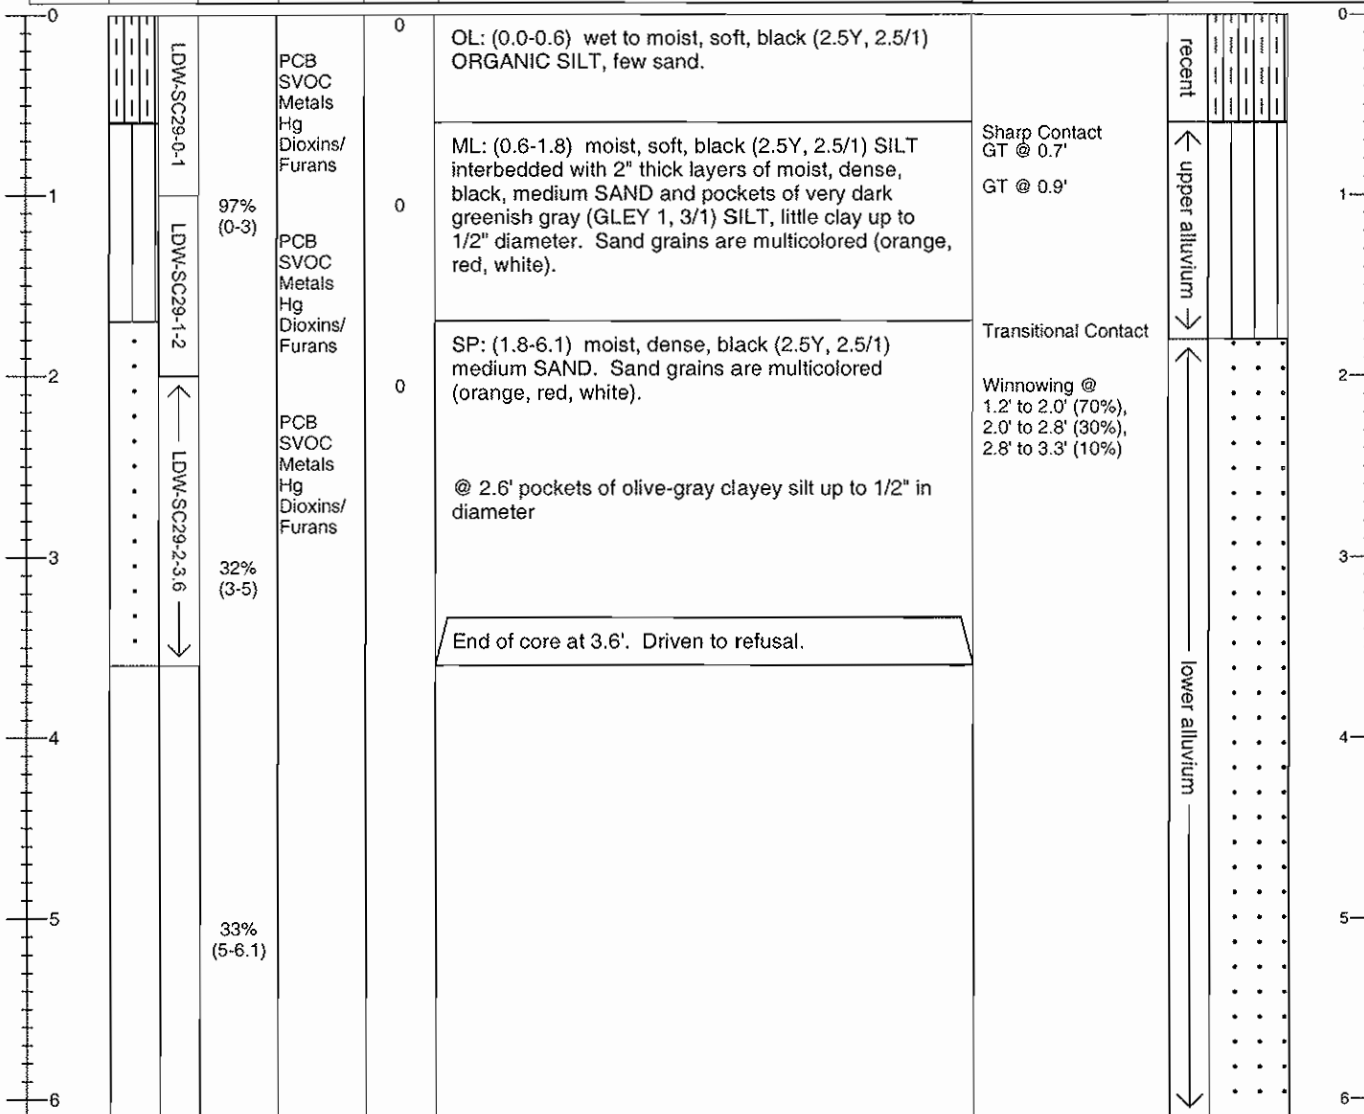 0
0
0
LDW-SC29-0-1
PCB
SVOC
Metals
Hg
Dioxins/
Furans
OL: (0.0-0.6) wet to moist, soft, black (2.5Y, 2.5/1)
ORGANIC SILT, few sand.
recent
ML: (0.6-1.8) moist, soft, black (2.5Y, 2.5/1) SILT
interbedded with 2" thick layers of moist, dense,
black, medium SAND and pockets of very dark
greenish gray (GLEY 1, 3/1) SILT, little clay up to
1/2" diameter. Sand grains are multicolored (orange,
red, white).
Sharp Contact
GT @ 0.7'
GT @ 0.9'
upper alluvium
1
97%
(0-3)
0
1
LDW-SC29-1-2
PCB
SVOC
Metals
Hg
Dioxins/
Furans
SP: (1.8-6.1) moist, dense, black (2.5Y, 2.5/1)
medium SAND. Sand grains are multicolored
(orange, red, white).
Transitional Contact
2
0
2
Winnowing @
1.2' to 2.0' (70%),
2.0' to 2.8' (30%),
2.8' to 3.3' (10%)
LDW-SC29-2-3.6
PCB
SVOC
Metals
Hg
Dioxins/
Furans
@ 2.6' pockets of olive-gray clayey silt up to 1/2" in
diameter
3
32%
(3-5)
3
End of core at 3.6'. Driven to refusal.
lower alluvium
4
4
5
33%
(5-6.1)
5
6
6